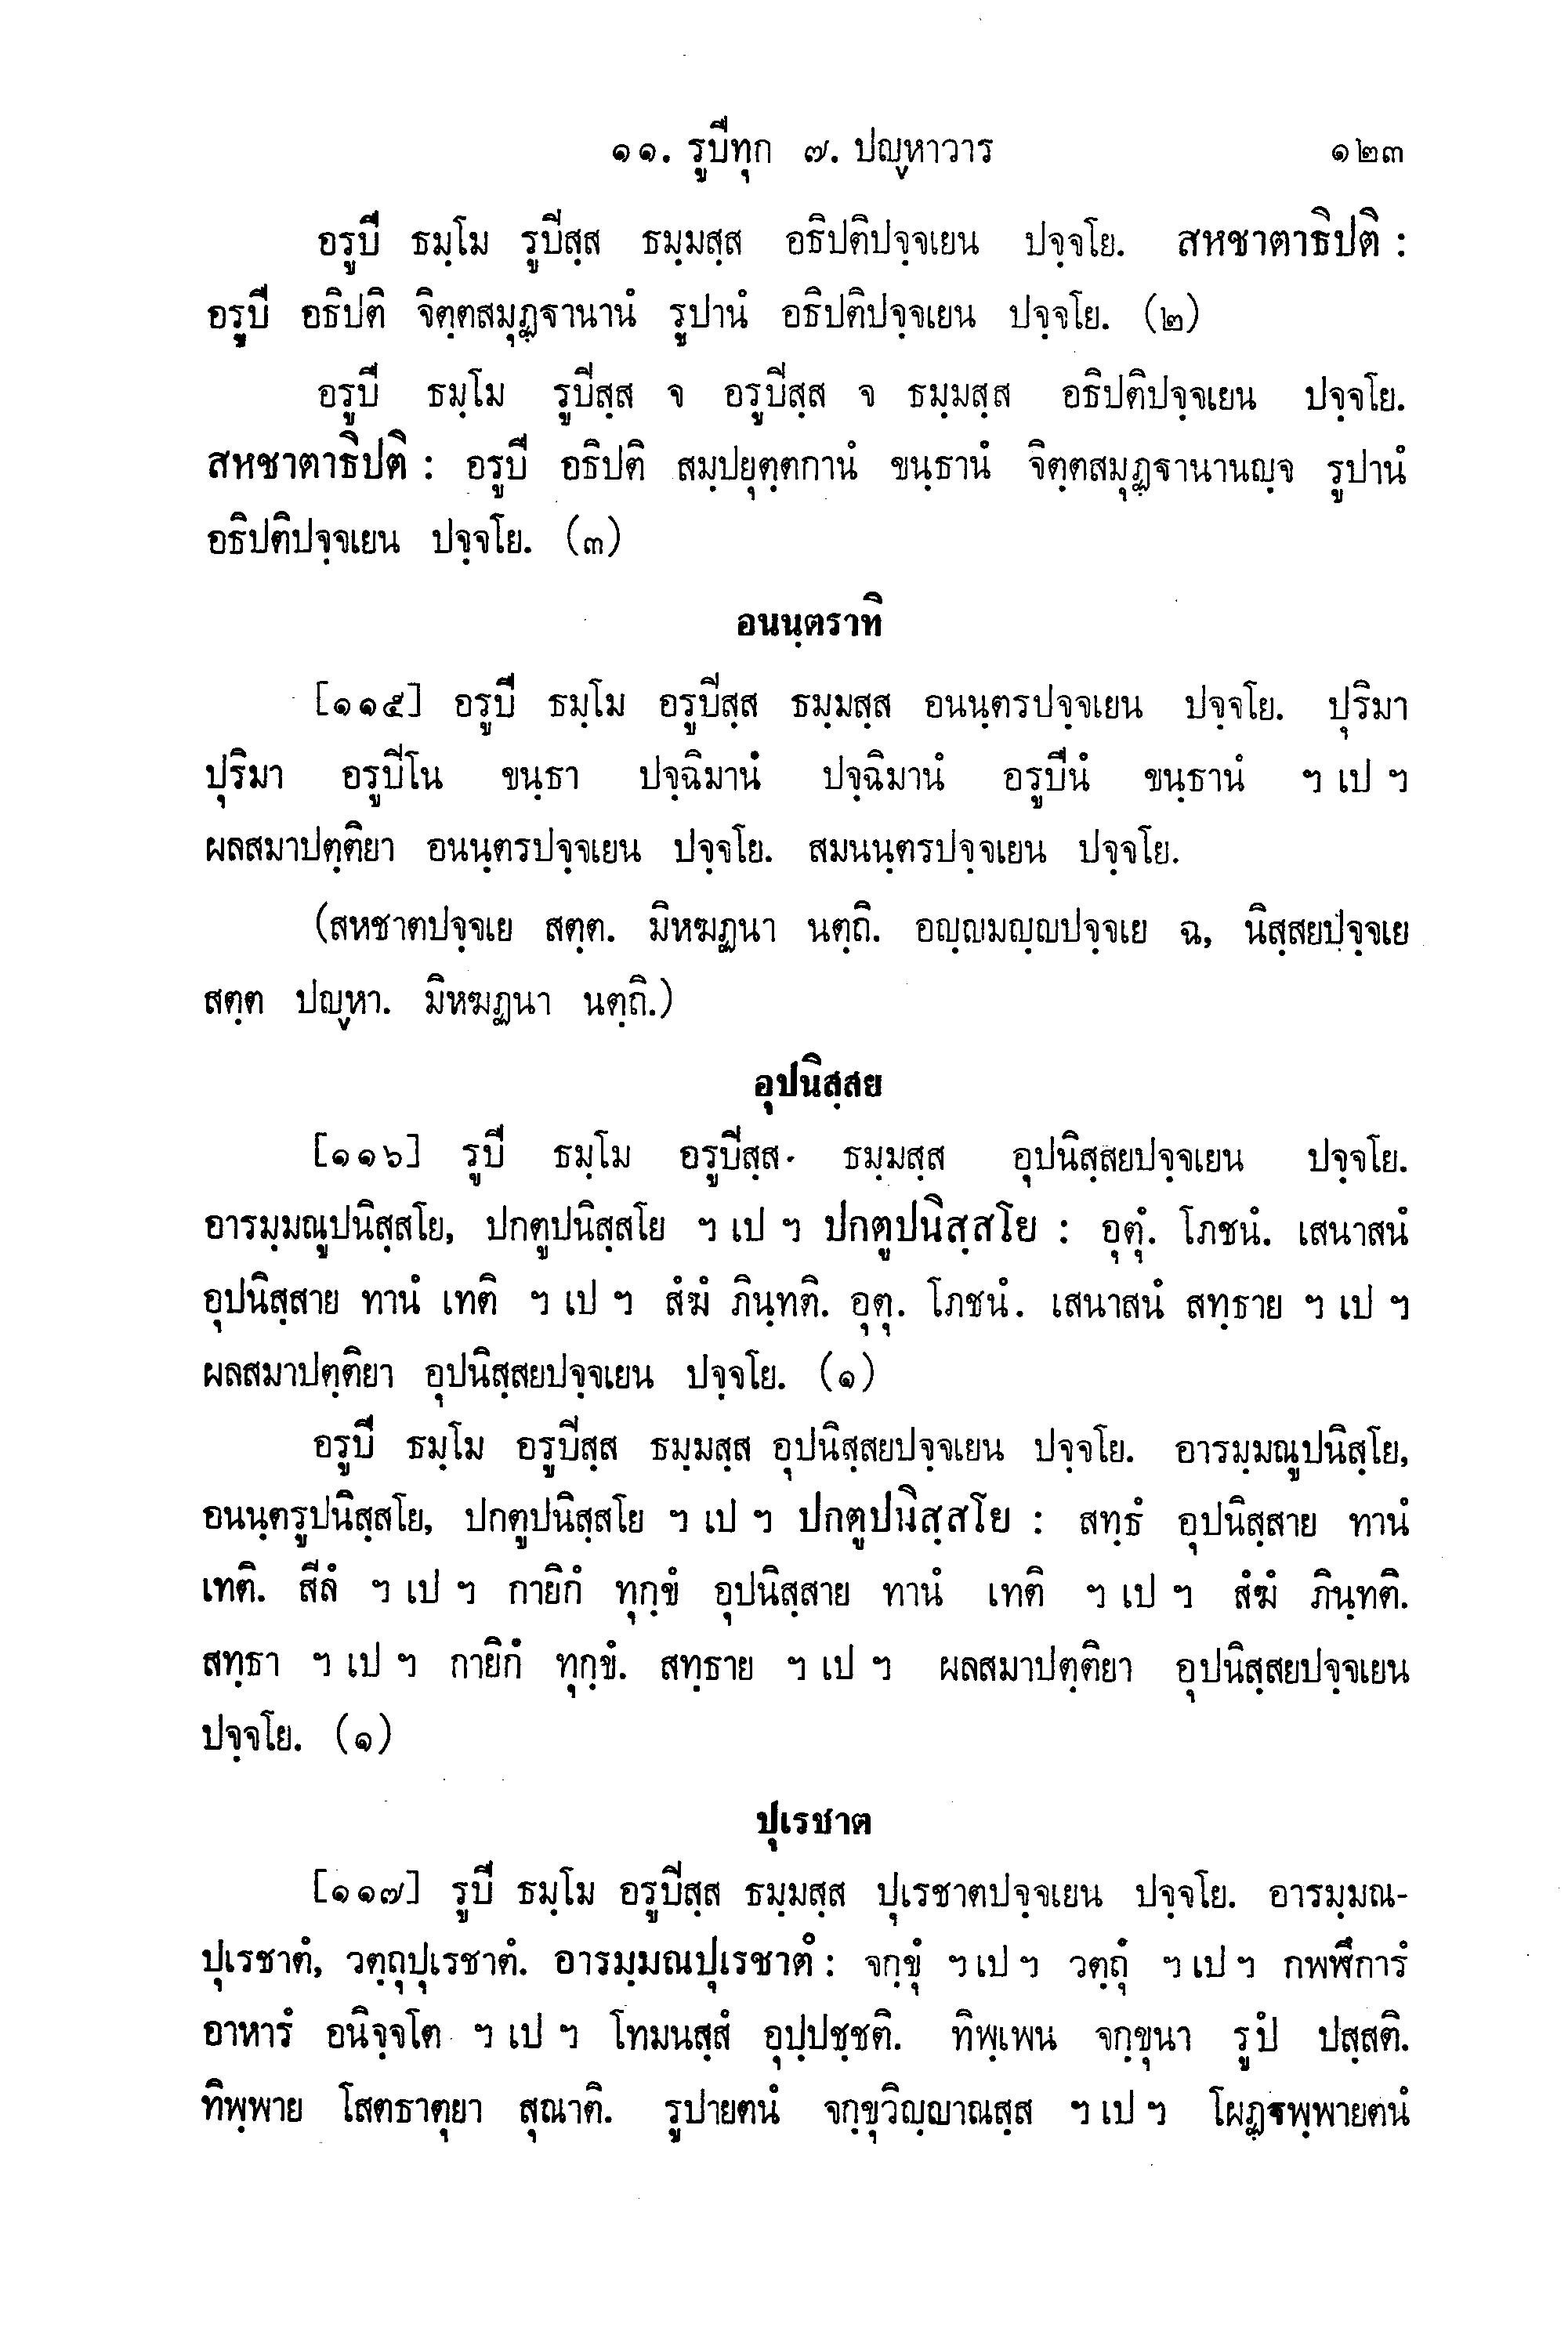 ๑๑. รูปีทุก ๗. ปญฺหาวาร ๑๒๓
อรูปี ธมฺโม รูปีสฺส ธมฺมสฺส อธิปติปจฺจเยน ปจฺจโย. สหชาตาธิปติ :
อรูปี อธิปติ จิตฺตสมุฏฺฐานานํ รูปานํ อธิปติปจฺจเยน ปจฺจโย. (๒)
อรูปี ธมฺโม รูปีสฺส จ อรูปีสฺส จ ธมฺมสฺส อธิปติปจฺจเยน ปจฺจโย.
สหชาตาธิปติ : อรูปี อธิปติ สมฺปยุตฺตกานํ ขนฺธานํ จิตฺตสมุฏฺฐานานญฺจ รูปานํ
อธิปติปจฺจเยน ปจฺจโย. (๓)
อนนฺตราทิ
[๑๑๕] อรูปี ธมฺโม อรูปีสฺส ธมฺมสฺส อนนฺตรปจฺจเยน ปจฺจโย. ปุริมา
ปุริมา อรูปีโน ขนฺธา ปจฺฉิมานํ ปจฺฉิมานํ อรูปีนํ ขนฺธานํ ฯ เป ฯ
ผลสมาปตฺติยา อนนฺตรปจฺจเยน ปจฺจโย. สมนนฺตรปจฺจเยน ปจฺจโย.
(สหชาตปจฺจเย สตฺต. มิหฆฏนา นตฺถิ. อญฺญมญฺญปจฺจเย ฉ, นิสฺสยปจฺจเย
สตฺต ปญฺหา. มิหฆฏนา นตฺถิ.)
อุปนิสฺสย
[๑๑๖] รูปี ธมฺโม อรูปีสฺส ธมฺมสฺส อุปนิสฺสยปจฺจเยน ปจฺจโย.
อารมฺมณูปนิสฺสโย, ปกตูปนิสฺสโย ฯ เป ฯ ปกตูปนิสฺสโย : อุตุํ. โภชนํ. เสนาสนํ
อุปนิสฺสาย ทานํ เทติ ฯ เป ฯ สํฆํ ภินฺทติ. อุตุ. โภชนํ. เสนาสนํ สทฺธาย ฯ เป ฯ
ผลสมาปตฺติยา อุปนิสฺสยปจฺจเยน ปจฺจโย. (๑)
อรูปี ธมฺโม อรูปีสฺส ธมฺมสฺส อุปนิสฺสยปจฺจเยน ปจฺจโย. อารมฺมณูปนิสฺโย,
อนนฺตรูปนิสฺสโย, ปกตูปนิสฺสโย ฯ เป ฯ ปกตูปนิสฺสโย : สทฺธํ อุปนิสฺสาย ทานํ
เทติ. สีลํ ฯ เป ฯ กายิกํ ทุกฺขํ อุปนิสฺสาย ทานํ เทติ ฯ เป ฯ สํฆํ ภินฺทติ.
สทฺธา ฯ เป ฯ กายิกํ ทุกฺขํ. สทฺธาย ฯ เป ฯ ผลสมาปตฺติยา อุปนิสฺสยปจฺจเยน
ปจฺจโย. (๑)
ปุเรชาต
[๑๑๗] รูปี ธมฺโม อรูปีสฺส ธมฺมสฺส ปุเรชาตปจฺจเยน ปจฺจโย. อารมฺมณ-
ปุเรชาตํ, วตฺถุปุเรชาตํ. อารมฺมณปุเรชาตํ : จกฺขุํ ฯ เป ฯ วตฺถุํ ฯ เป ฯ กพฬึการํ
อาหารํ อนิจฺจโต ฯ เป ฯ โทมนสฺสํ อุปฺปชฺชติ. ทิพฺเพน จกฺขุนา รูปํ ปสฺสติ.
ทิพฺพาย โสตธาตุยา สุณาติ. รูปายตนํ จกฺขุวิญฺญาณสฺส ฯ เป ฯ โผฏฺฐพฺพายตนํ